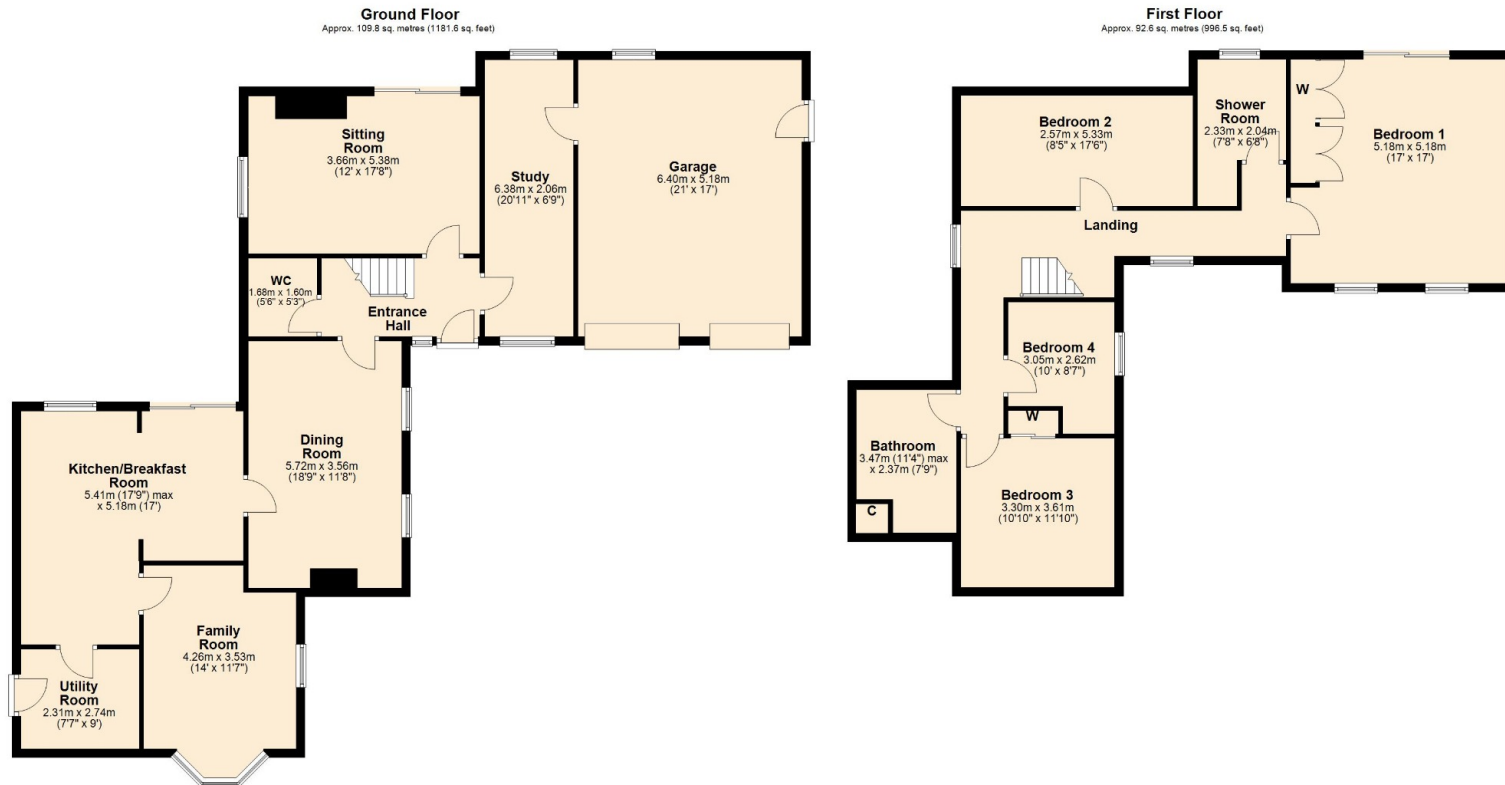 Ground Floor
Approx. 109.8 sq. metres (1181.6 sq. feet)
Sitting
Room
3.66m x 5.38m
(12' x 17'8")
Study
6.38m x 2.06m
(20'11" x 6'9")
Garage
6.40m x 5.18m
(21' x 17')
WC
1.68m x 1.60m
(5'6" x 5'3")
Entrance
Hall
Dining
Room
5.72m x 3.56m
(18'9" x 11'8")
Kitchen/Breakfast
Room
5.41m (17'9") max
x 5.18m (17')
Family
Room
4.26m x 3.53m
(14' x 11'7")
Utility
Room
2.31m x 2.74m
(7'7" x 9')
First Floor
Approx. 92.6 sq. metres (996.5 sq. feet)
Bedroom 2
2.57m x 5.33m
(8'5" x 17'6")
Shower
Room
2.33m x 2.04m
(7'8" x 6'8")
W
Bedroom 1
5.18m x 5.18m
(17' x 17')
Landing
Bedroom 4
3.05m x 2.62m
(10' x 8'7")
W
Bathroom
3.47m (11'4") max
x 2.37m (7'9")
C
Bedroom 3
3.30m x 3.61m
(10'10" x 11'10")